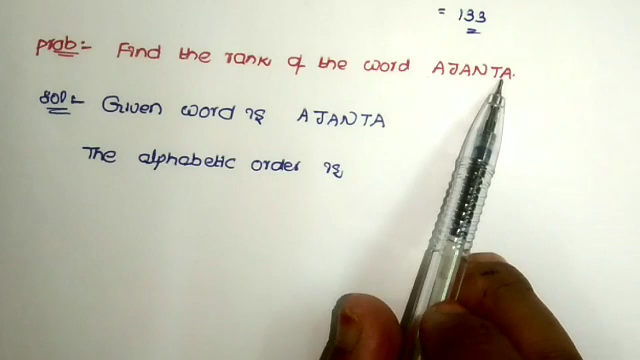 = 133
prob:- Find the rank of the word AJANTA.
Sol:- Given word is AJANTA
The alphabetic order is